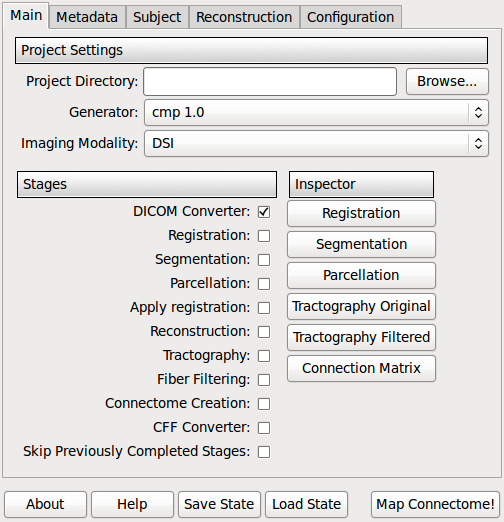 Main Metadata Subject Reconstruction Configuration
Project Settings
Project Directory: Browse...
Generator: cmp 1.0
Imaging Modality: DSI
Stages Inspector
DICOM Converter: Registration
Registration: Segmentation
Segmentation: Parcellation
Parcellation: Tractography Original
Apply registration: Tractography Filtered
Reconstruction: Connection Matrix
Tractography:
Fiber Filtering:
Connectome Creation:
CFF Converter:
Skip Previously Completed Stages:
About Help Save State Load State Map Connectome!